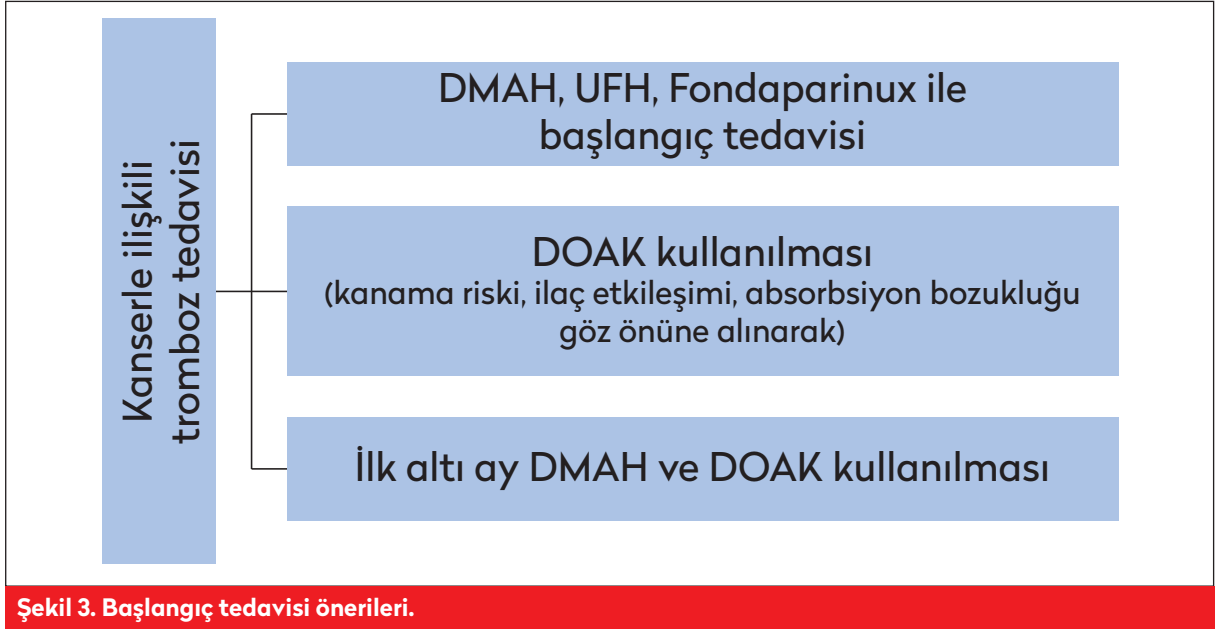 Kanserle ilişkili
tromboz tedavisi
DMAH, UFH, Fondaparinux ile
başlangıç tedavisi
DOAK kullanılması
(kanama riski, ilaç etkileşimi, absorbsiyon bozukluğu
göz önüne alınarak)
İlk altı ay DMAH ve DOAK kullanılması
Şekil 3. Başlangıç tedavisi önerileri.